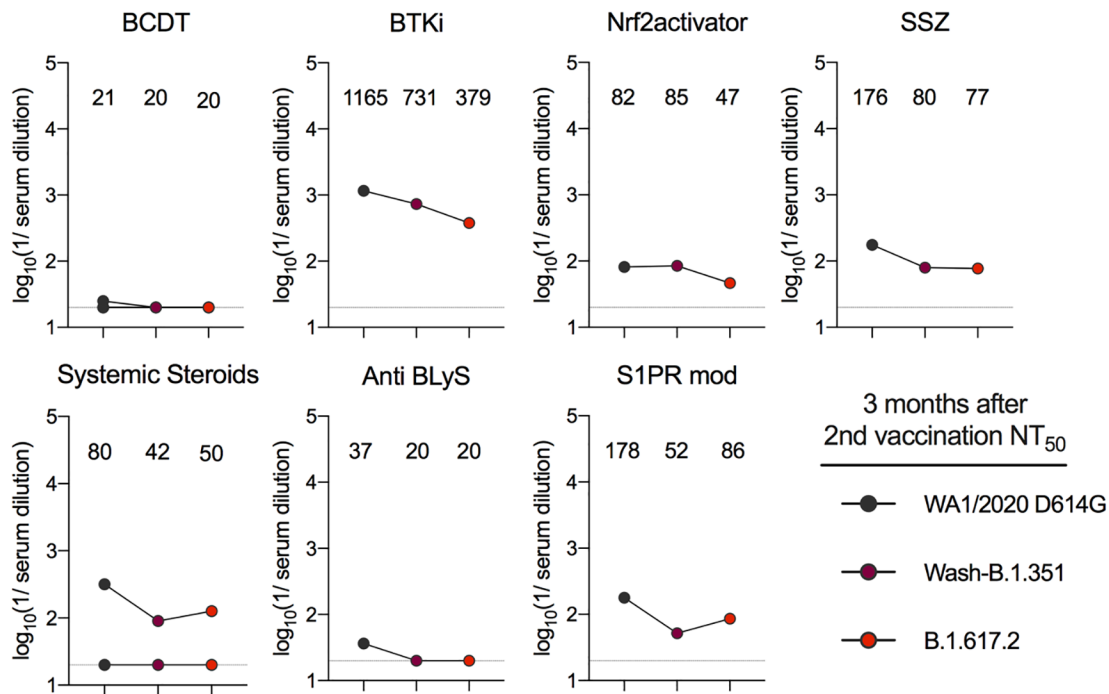 BCDT
BTKi
Nrf2activator
SSZ
log10(1/ serum dilution)
5
4
3
2
1
21 20 20
log10(1/ serum dilution)
5
4
3
2
1
1165 731 379
log10(1/ serum dilution)
5
4
3
2
1
82 85 47
log10(1/ serum dilution)
5
4
3
2
1
176 80 77
Systemic Steroids
Anti BLyS
S1PR mod
log10(1/ serum dilution)
5
4
3
2
1
80 42 50
log10(1/ serum dilution)
5
4
3
2
1
37 20 20
log10(1/ serum dilution)
5
4
3
2
1
178 52 86
3 months after
2nd vaccination NT50
WA1/2020 D614G
Wash-B.1.351
B.1.617.2